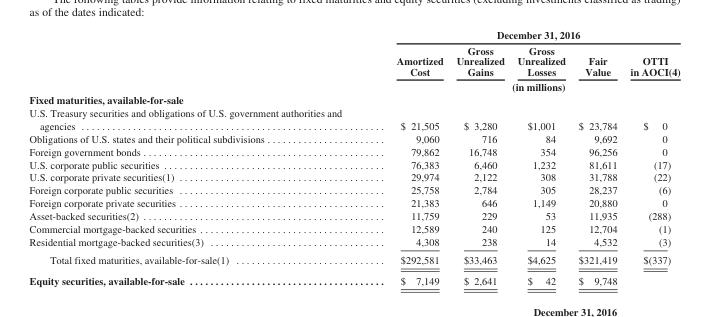 The following tables provide information relating to fixed maturities and equity securities (excluding investments classified as trading)
as of the dates indicated:
December 31, 2016
Amortized Cost Gross Unrealized Gains Gross Unrealized Losses Fair Value OTTI in AOCI(4)
(in millions)
Fixed maturities, available-for-sale
U.S. Treasury securities and obligations of U.S. government authorities and
agencies $ 21,505 $ 3,280 $1,001 $ 23,784 $ 0
Obligations of U.S. states and their political subdivisions 9,060 716 84 9,692 0
Foreign government bonds 79,862 16,748 354 96,256 0
U.S. corporate public securities 76,383 6,460 1,232 81,611 (17)
U.S. corporate private securities(1) 29,974 2,122 308 31,788 (22)
Foreign corporate public securities 25,758 2,784 305 28,237 (6)
Foreign corporate private securities 21,383 646 1,149 20,880 0
Asset-backed securities(2) 11,759 229 53 11,935 (288)
Commercial mortgage-backed securities 12,589 240 125 12,704 (1)
Residential mortgage-backed securities(3) 4,308 238 14 4,532 (3)
Total fixed maturities, available-for-sale(1) $292,581 $33,463 $4,625 $321,419 $(337)
Equity securities, available-for-sale $ 7,149 $ 2,641 $ 42 $ 9,748
December 31, 2016